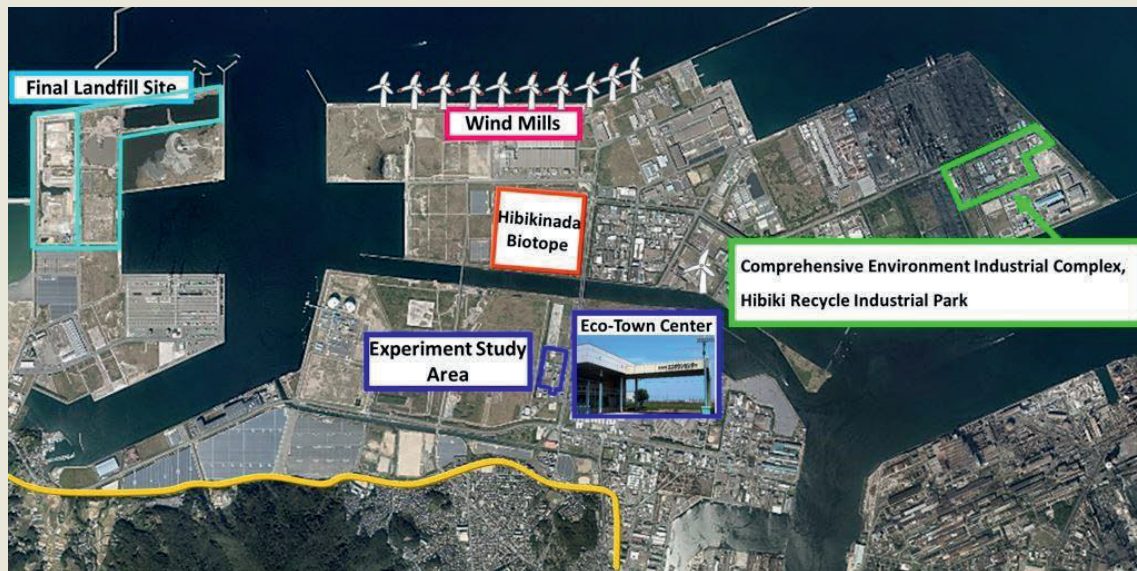 Final Landfill Site
Wind Mills
Hibikinada
Biotope
Comprehensive Environment Industrial Complex,
Hibiki Recycle Industrial Park
Eco-Town Center
Experiment Study
Area